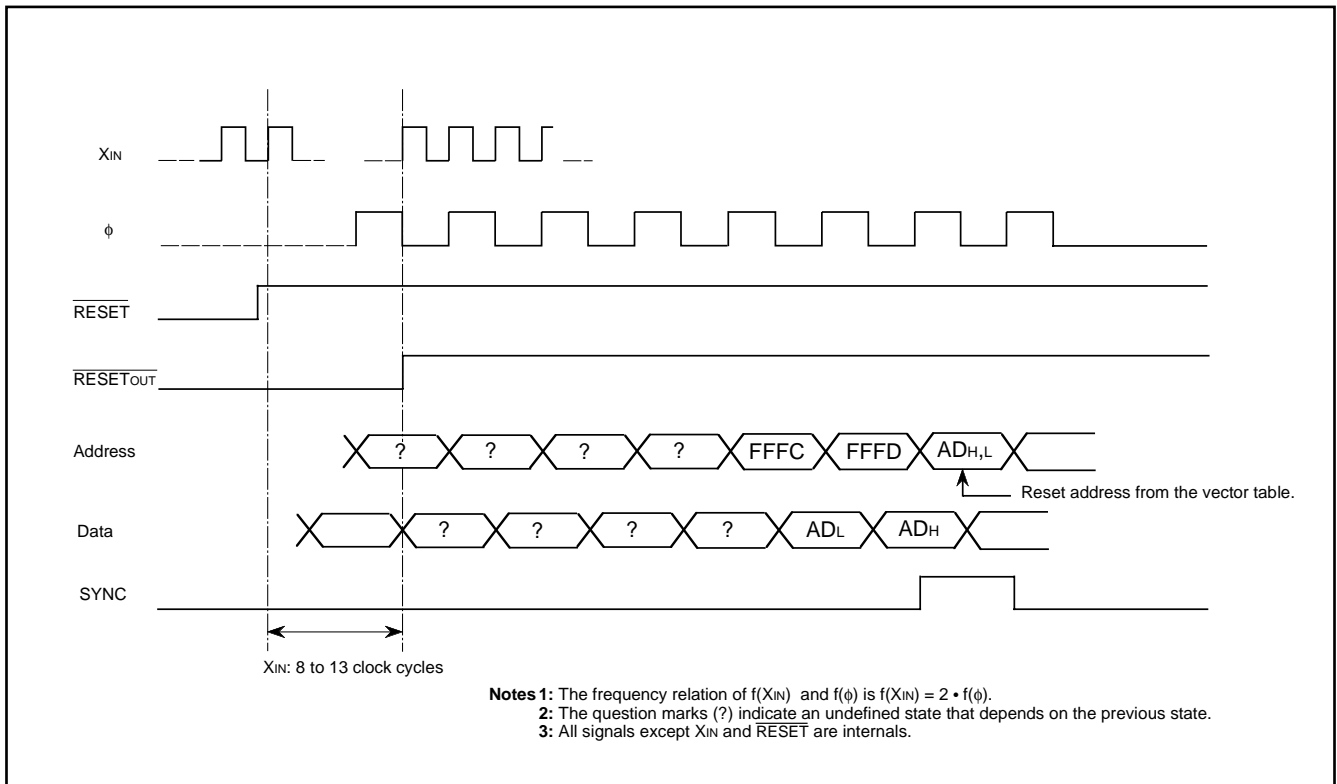 XIN
ϕ
RESET
RESETOUT
Address
? ? ? ? FFFC FFFD ADH,L
Reset address from the vector table.
Data
? ? ? ? ADL ADH
SYNC
XIN: 8 to 13 clock cycles
Notes 1: The frequency relation of f(XIN) and f(ϕ) is f(XIN) = 2 • f(ϕ).
2: The question marks (?) indicate an undefined state that depends on the previous state.
3: All signals except XIN and RESET are internals.